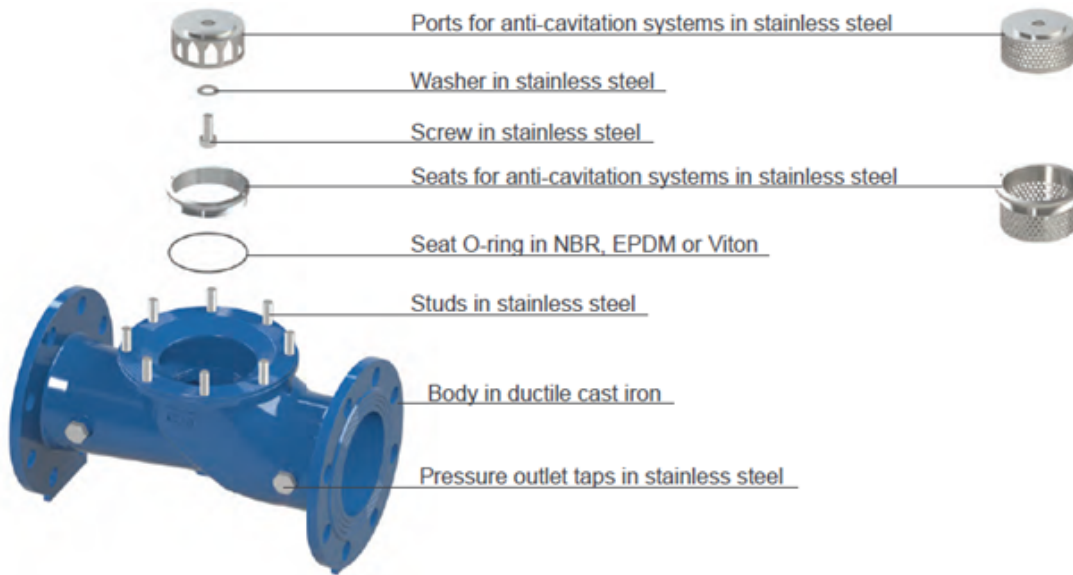 Ports for anti-cavitation systems in stainless steel
Washer in stainless steel
Screw in stainless steel
Seats for anti-cavitation systems in stainless steel
Seat O-ring in NBR, EPDM or Viton
Studs in stainless steel
Body in ductile cast iron
Pressure outlet taps in stainless steel